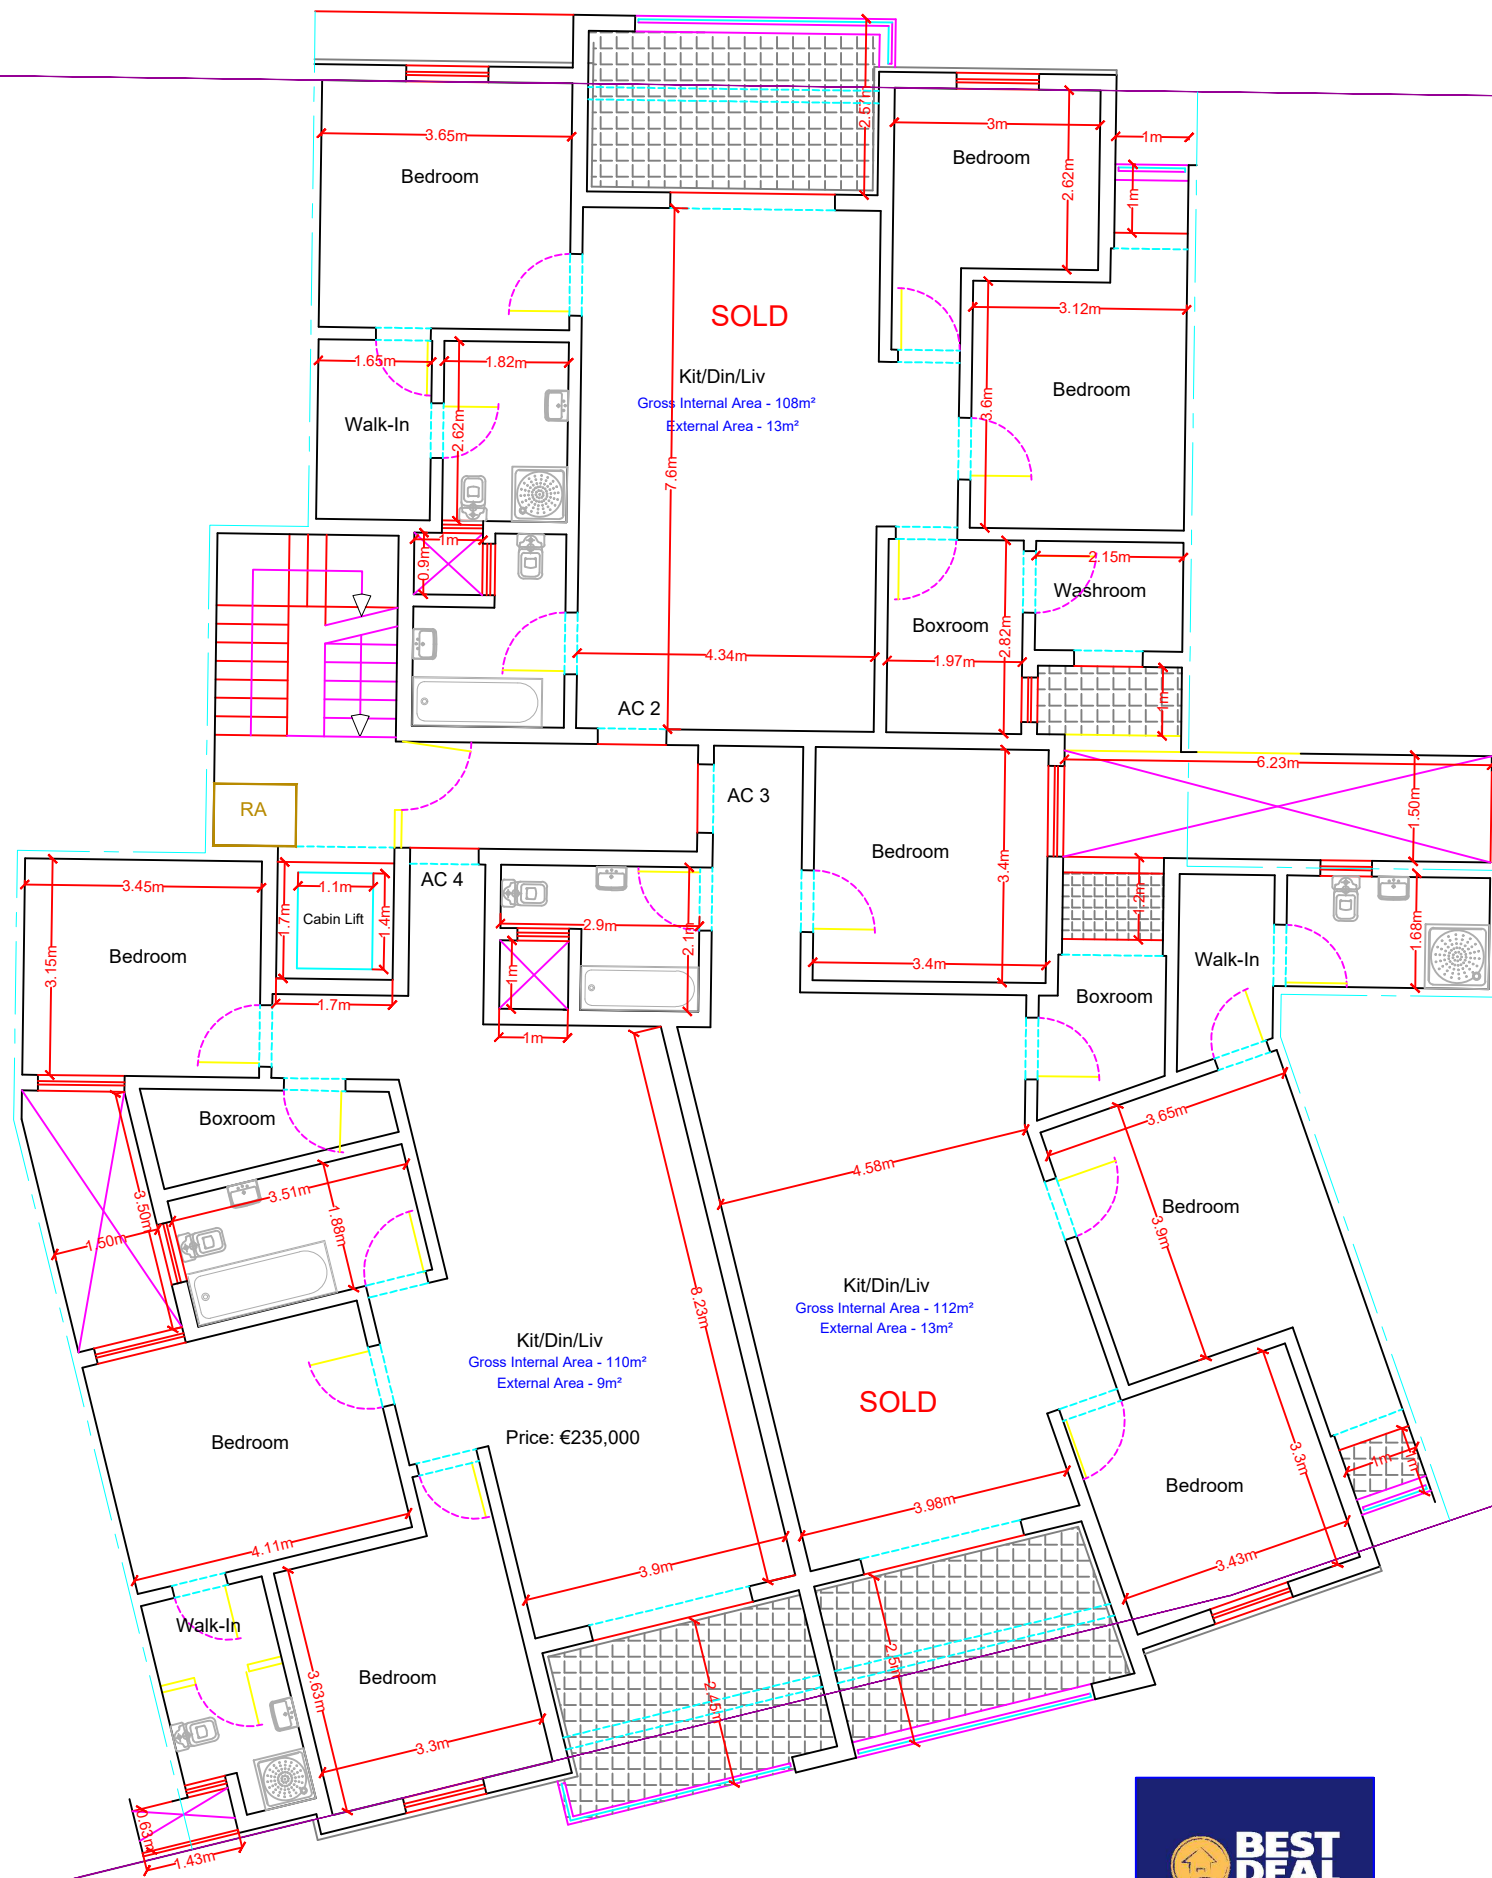 2.57m
3.65m
Bedroom
3m
Bedroom
2.62m
1m
1m
SOLD
Kit/Din/Liv
Gross Internal Area - 108m²
External Area - 13m²
7.6m
3.12m
Bedroom
3.6m
1.65m
1.82m
Walk-In
2.62m
1m
0.9m
2.15m
Washroom
Boxroom
2.82m
1.97m
1m
4.34m
AC 2
RA
AC 3
6.23m
1.50m
Bedroom
3.4m
3.4m
AC 4
3.45m
Bedroom
3.15m
1.1m
Cabin Lift
1.7m
1.4m
1.7m
2.9m
2.1m
1m
1m
1.2m
Walk-In
1.68m
Boxroom
Boxroom
3.51m
1.88m
3.50m
1.50m
4.58m
3.65m
Bedroom
3.9m
8.23m
Kit/Din/Liv
Gross Internal Area - 112m²
External Area - 13m²
SOLD
Kit/Din/Liv
Gross Internal Area - 110m²
External Area - 9m²
Price: €235,000
Bedroom
4.11m
3.98m
Bedroom
3.3m
3.43m
1m
1m
3.9m
Walk-In
Bedroom
3.63m
3.3m
2.45m
2.5m
0.63m
1.43m
BEST
DEAL